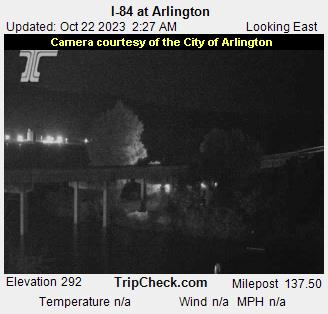 I-84 at Arlington
Updated: Oct 22 2023 2:27 AM Looking East
Camera courtesy of the City of Arlington
Elevation 292 TripCheck.com Milepost 137.50
Temperature n/a Wind n/a MPH n/a